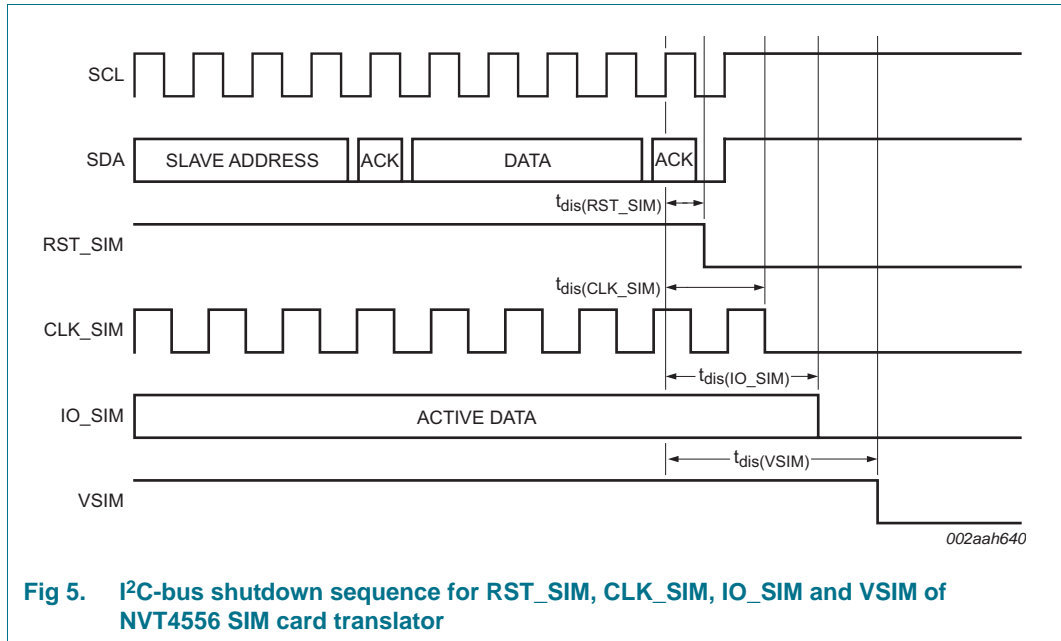 SCL
SDA
SLAVE ADDRESS ACK DATA ACK
tdis(RST_SIM)
RST_SIM
tdis(CLK_SIM)
CLK_SIM
tdis(IO_SIM)
IO_SIM
ACTIVE DATA
tdis(VSIM)
VSIM
002aah640
Fig 5. I²C-bus shutdown sequence for RST_SIM, CLK_SIM, IO_SIM and VSIM of
NVT4556 SIM card translator